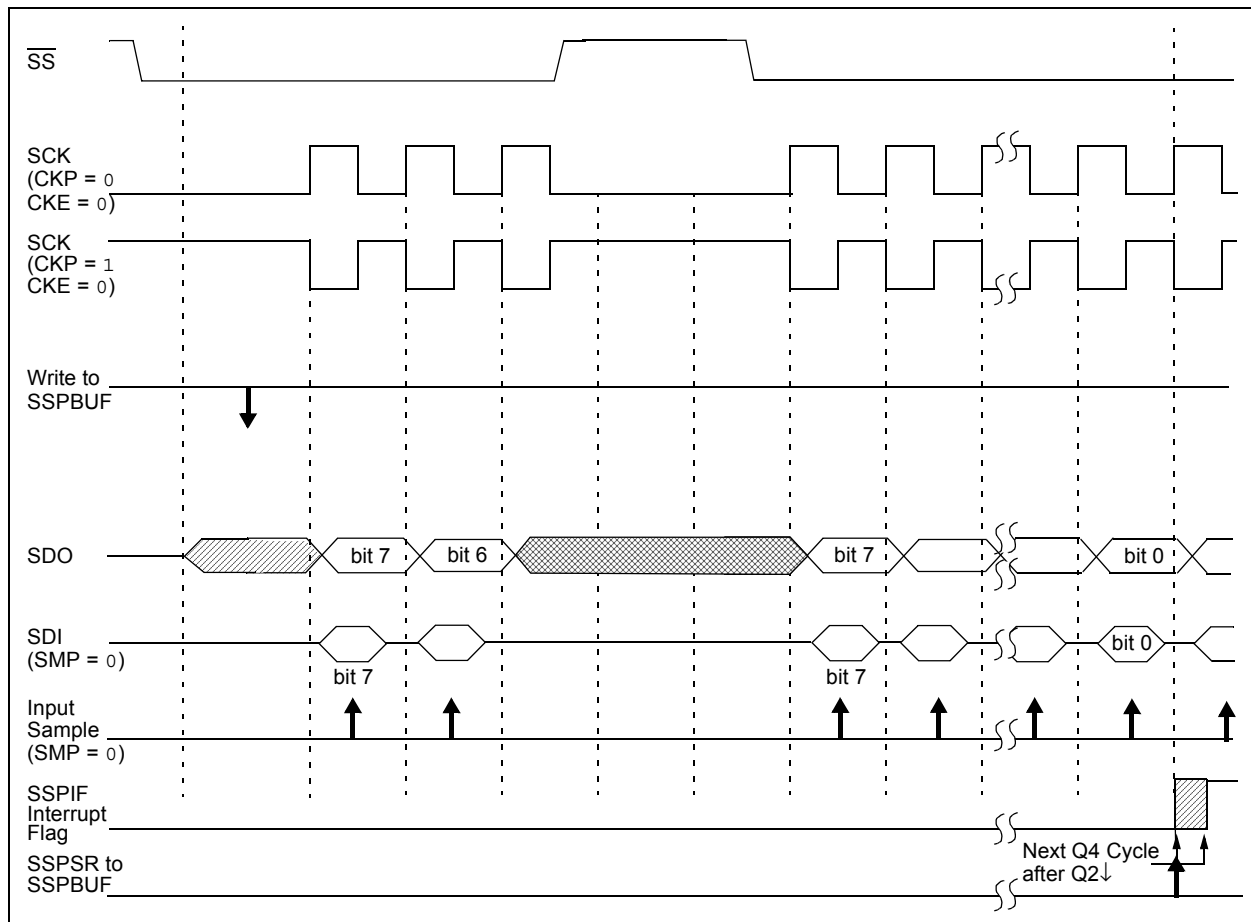 SS
SCK
(CKP = 0
CKE = 0)
SCK
(CKP = 1
CKE = 0)
Write to
SSPBUF
SDO
bit 7
bit 6
bit 7
bit 0
SDI
(SMP = 0)
bit 7
bit 7
bit 0
Input
Sample
(SMP = 0)
SSPIF
Interrupt
Flag
SSPSR to
SSPBUF
Next Q4 Cycle
after Q2↓